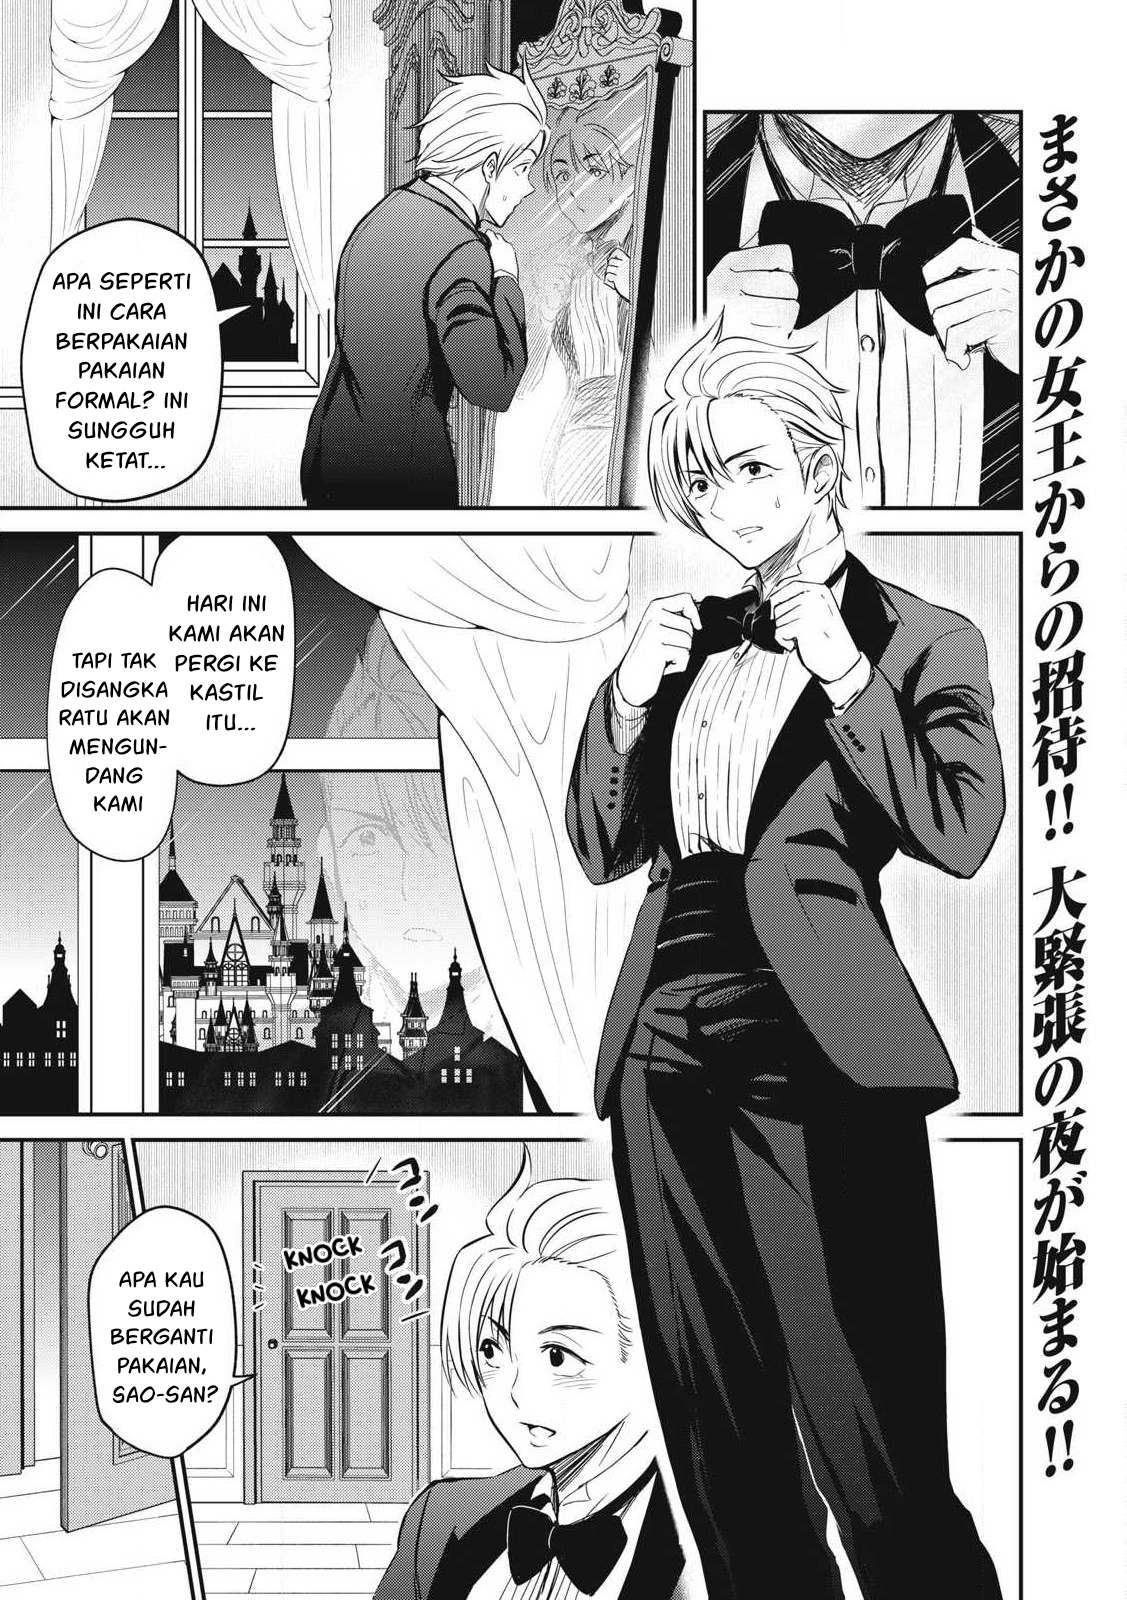 まさかの女王からの招待!! 大緊張の夜が始まる!!
APA SEPERTI
INI CARA
BERPAKAIAN
PAKAIAN
FORMAL? INI
SUNGGUH
KETAT...
HARI INI
KAMI AKAN
PERGI KE
KASTIL
ITU...
TAPI TAK
DISANGKA
RATU AKAN
MENGUN-
DANG
KAMI
コン
コン
KNOCK
KNOCK
APA KAU
SUDAH
BERGANTI
PAKAIAN,
SAO-SAN?